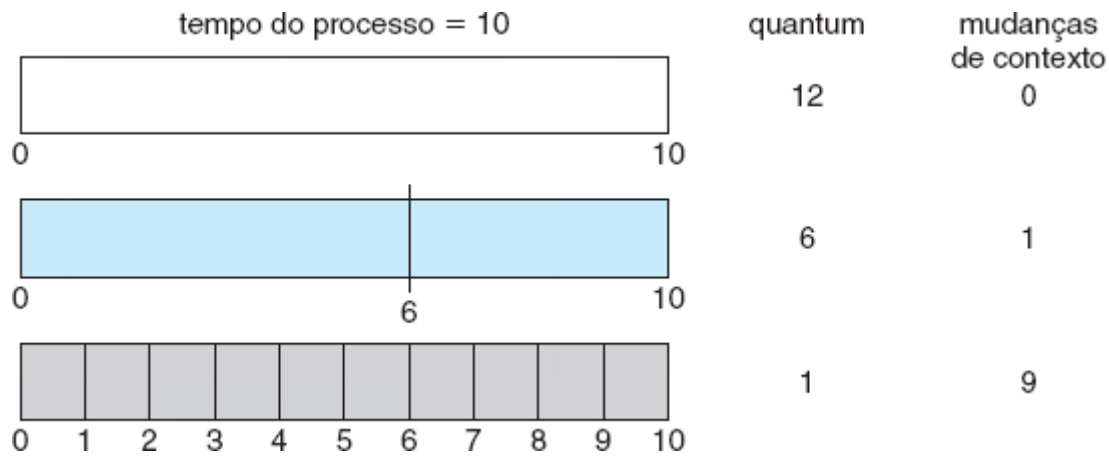 tempo do processo = 10 quantum mudanças
de contexto
12 0
0 10
6 1
0 6 10
1 9
0 1 2 3 4 5 6 7 8 9 10